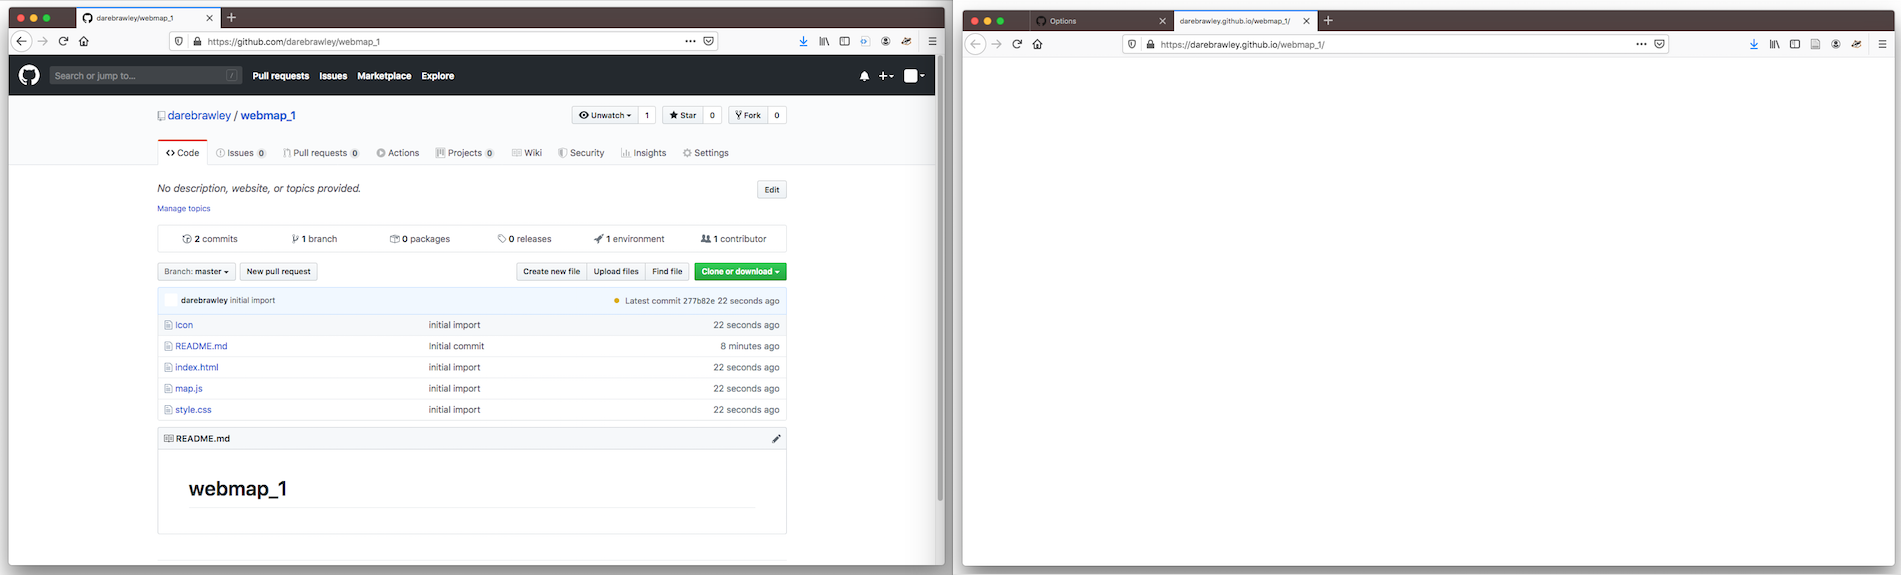 darebrawley/webmap_1
https://github.com/darebrawley/webmap_1
Search or jump to... / Pull requests Issues Marketplace Explore
darebrawley / webmap_1 Unwatch 1 Star 0 Fork 0
Code Issues 0 Pull requests 0 Actions Projects 0 Wiki Security Insights Settings
No description, website, or topics provided. Edit
Manage topics
2 commits 1 branch 0 packages 0 releases 1 environment 1 contributor
Branch: master New pull request Create new file Upload files Find file Clone or download
darebrawley initial import Latest commit 277b82e 22 seconds ago
Icon initial import 22 seconds ago
README.md Initial commit 8 minutes ago
index.html initial import 22 seconds ago
map.js initial import 22 seconds ago
style.css initial import 22 seconds ago
README.md
webmap_1
Options darebrawley.github.io/webmap_1/
https://darebrawley.github.io/webmap_1/